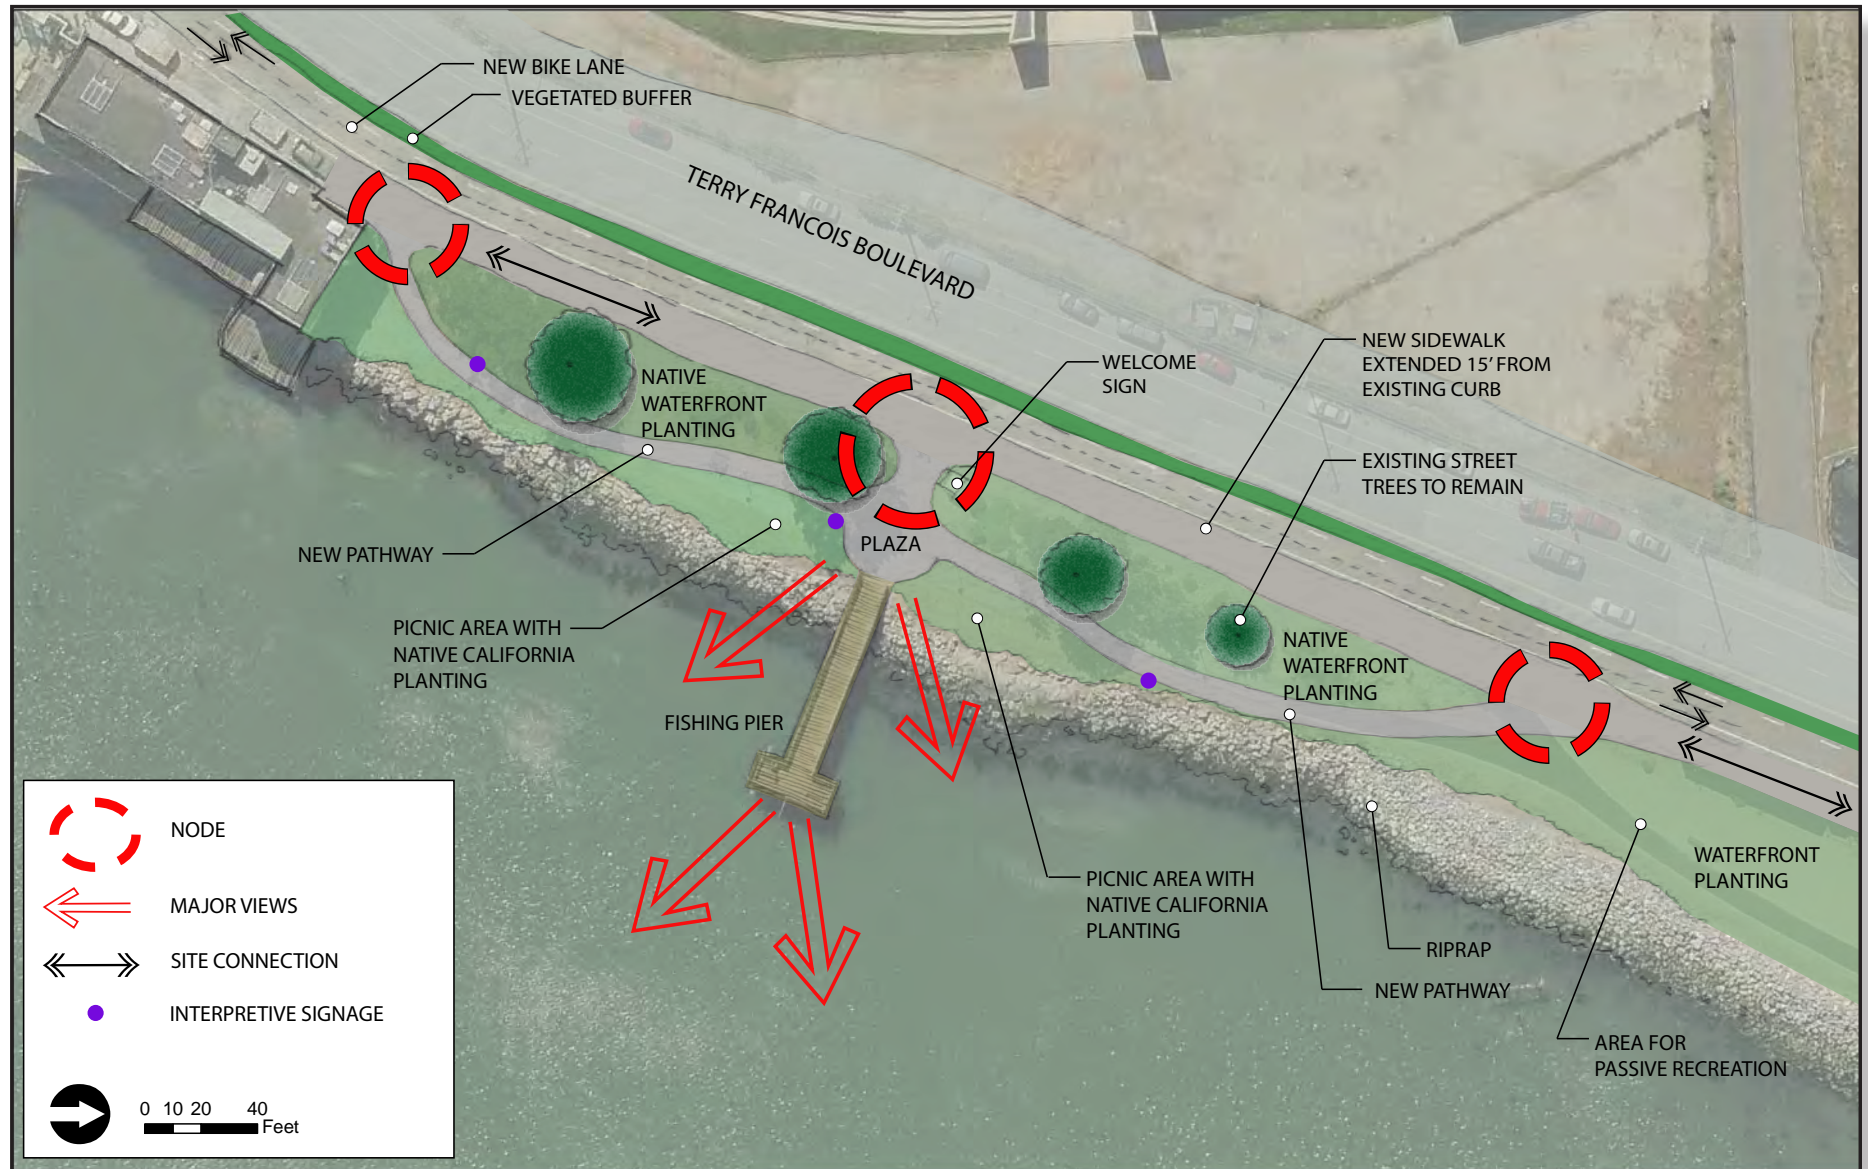 NEW BIKE LANE
VEGETATED BUFFER
TERRY FRANCOIS BOULEVARD
NEW SIDEWALK
EXTENDED 15’ FROM
EXISTING CURB
WELCOME
SIGN
NATIVE
WATERFRONT
PLANTING
EXISTING STREET
TREES TO REMAIN
NEW PATHWAY
PLAZA
PICNIC AREA WITH
NATIVE CALIFORNIA
PLANTING
NATIVE
WATERFRONT
PLANTING
FISHING PIER
WATERFRONT
PLANTING
PICNIC AREA WITH
NATIVE CALIFORNIA
PLANTING
RIPRAP
NEW PATHWAY
AREA FOR
PASSIVE RECREATION
NODE
MAJOR VIEWS
SITE CONNECTION
INTERPRETIVE SIGNAGE
0 10 20 40
Feet